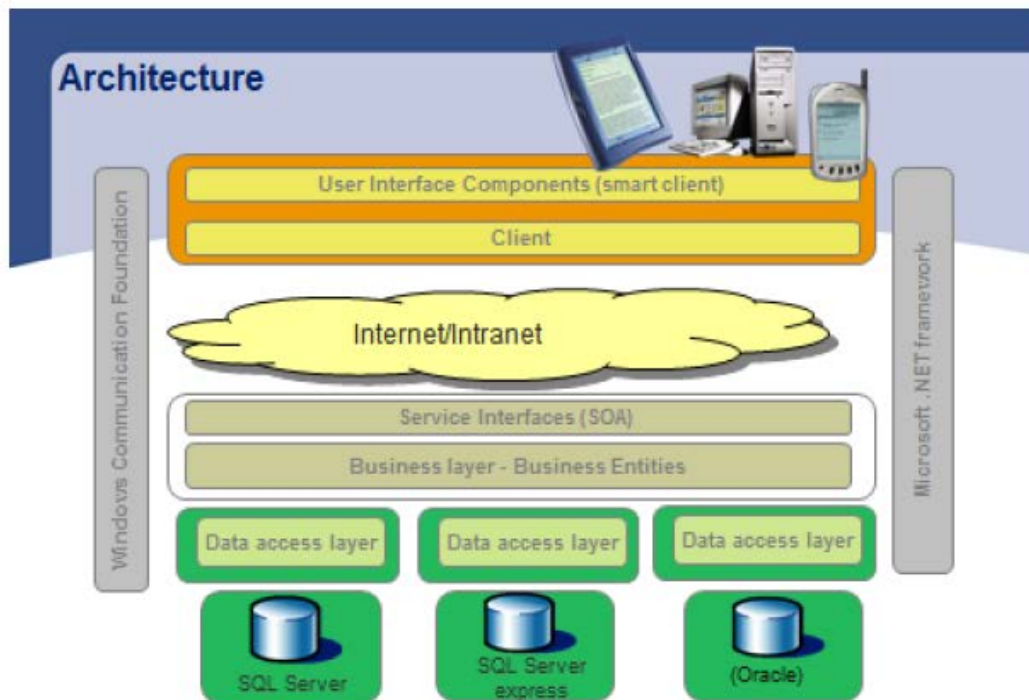 Architecture
User Interface Components (smart client)
Client
Windows Communication Foundation
Microsoft .NET framework
Internet/Intranet
Service Interfaces (SOA)
Business layer - Business Entities
Data access layer
Data access layer
Data access layer
SQL Server
SQL Server
express
(Oracle)